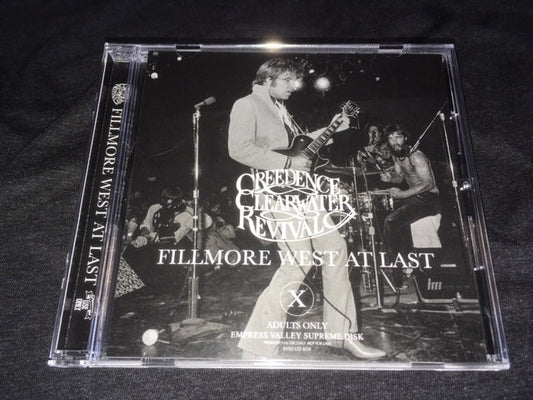 FILLMORE WEST AT LAST
CREEDENCE
CLEARWATER
REVIVAL
FILLMORE WEST AT LAST
X
ADULTS ONLY
EMPRESS VALLEY SUPREME DISK